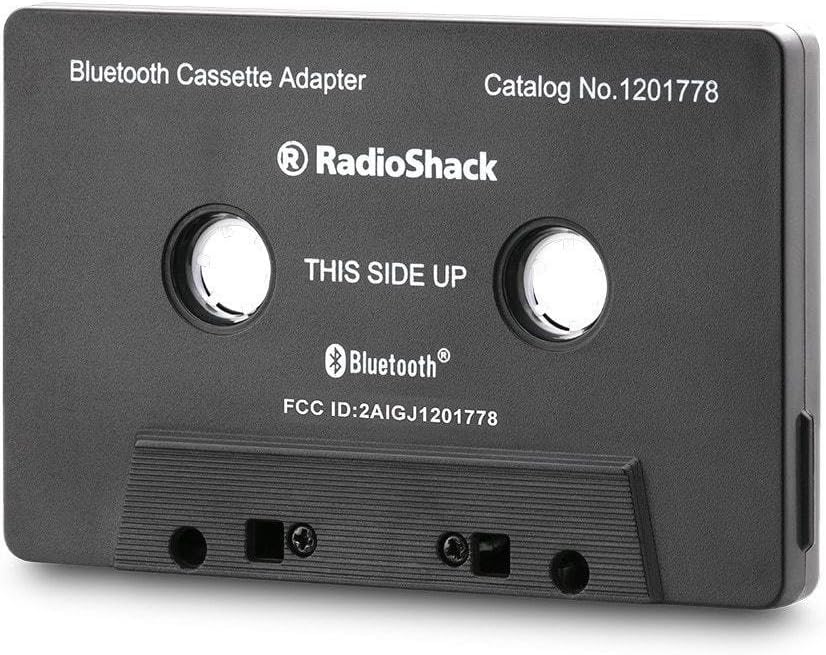 Bluetooth Cassette Adapter
Catalog No.1201778
® RadioShack
THIS SIDE UP
Bluetooth®
FCC ID:2AIGJ1201778